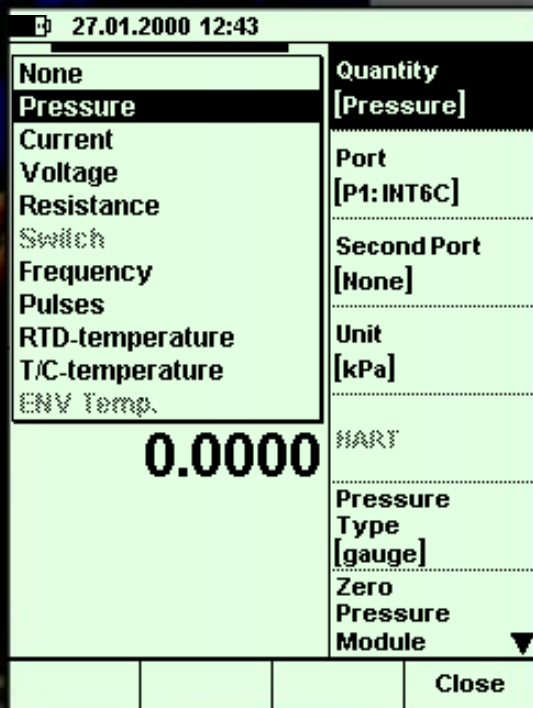 27.01.2000 12:43
None
Pressure
Current
Voltage
Resistance
Switch
Frequency
Pulses
RTD-temperature
T/C-temperature
ENV Temp.
0.0000
Quantity
[Pressure]
Port
[P1:INT6C]
Second Port
[None]
Unit
[kPa]
HART
Pressure
Type
[gauge]
Zero
Pressure
Module
Close